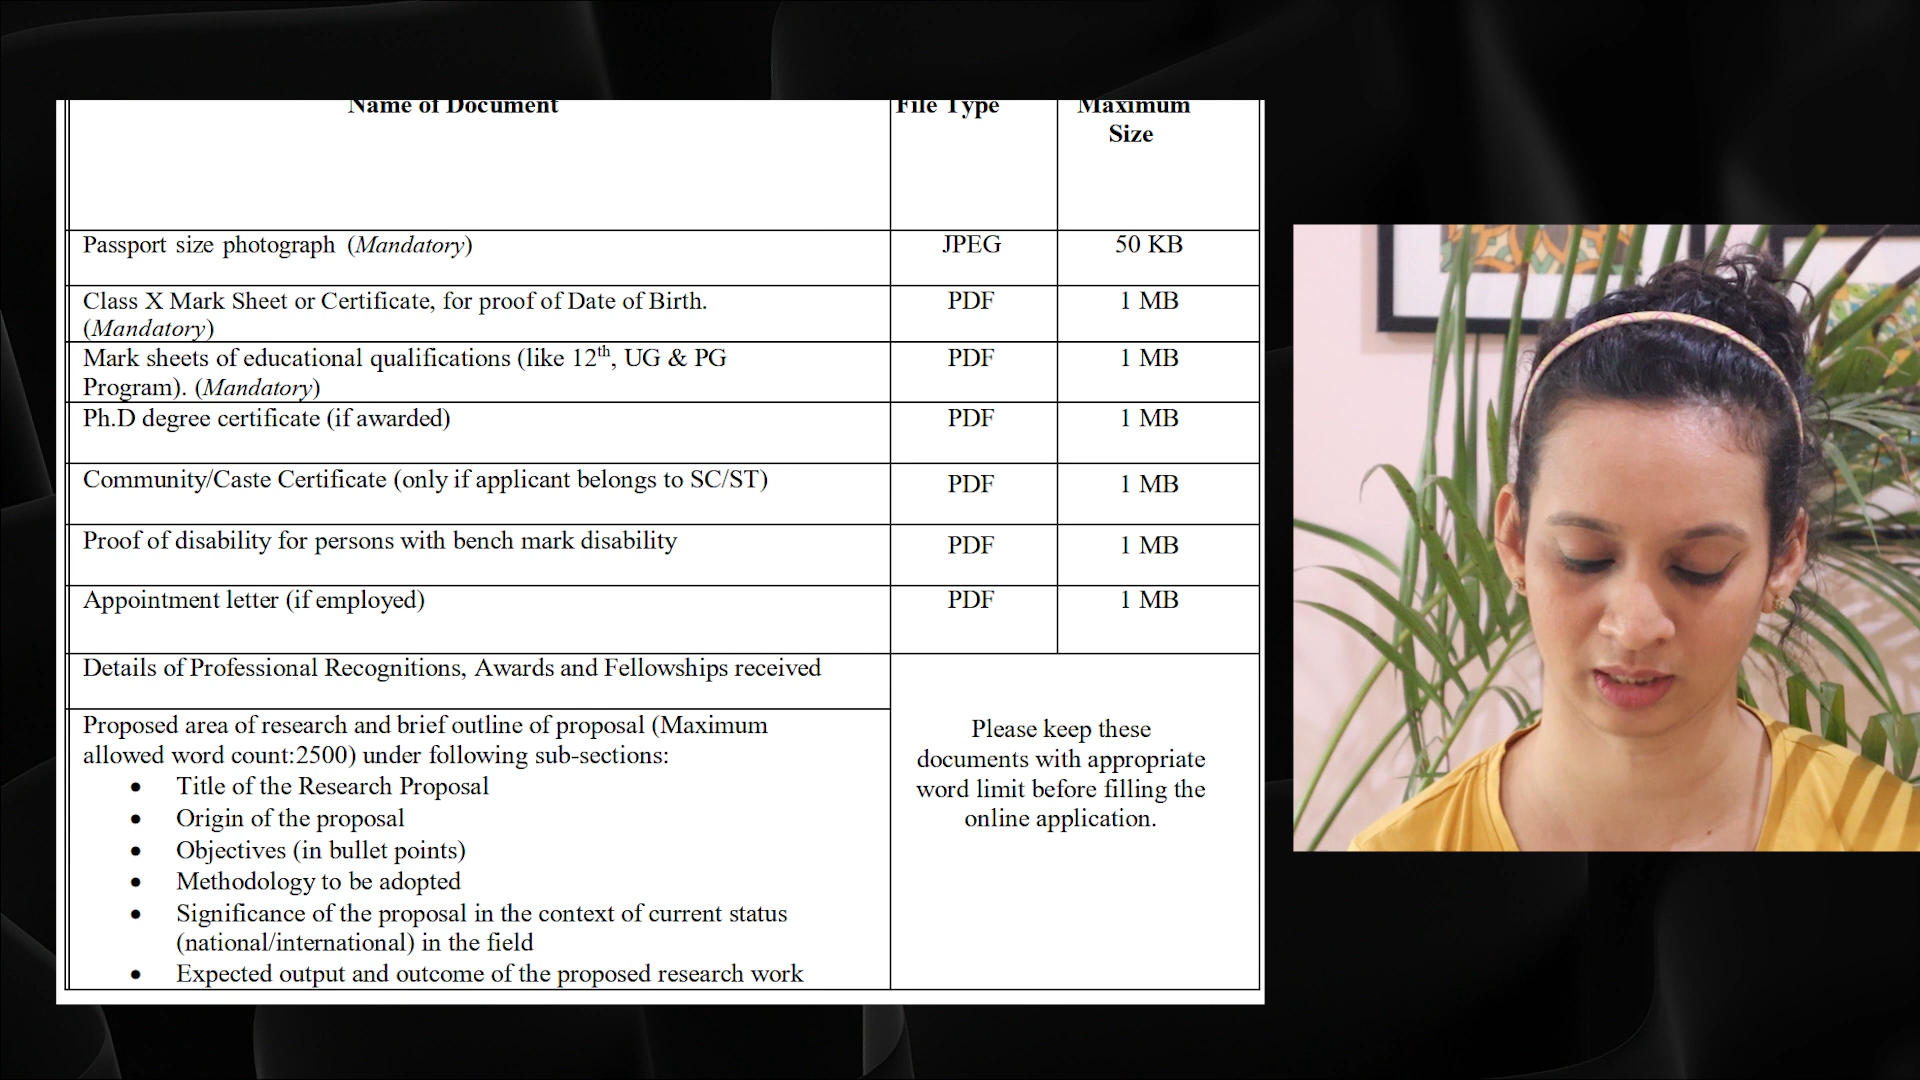 Name of Document
File Type
Maximum
Size
Passport size photograph (Mandatory)
JPEG
50 KB
Class X Mark Sheet or Certificate, for proof of Date of Birth.
(Mandatory)
PDF
1 MB
Mark sheets of educational qualifications (like 12th, UG & PG
Program). (Mandatory)
PDF
1 MB
Ph.D degree certificate (if awarded)
PDF
1 MB
Community/Caste Certificate (only if applicant belongs to SC/ST)
PDF
1 MB
Proof of disability for persons with bench mark disability
PDF
1 MB
Appointment letter (if employed)
PDF
1 MB
Details of Professional Recognitions, Awards and Fellowships received
Proposed area of research and brief outline of proposal (Maximum
allowed word count:2500) under following sub-sections:
• Title of the Research Proposal
• Origin of the proposal
• Objectives (in bullet points)
• Methodology to be adopted
• Significance of the proposal in the context of current status
(national/international) in the field
• Expected output and outcome of the proposed research work
Please keep these
documents with appropriate
word limit before filling the
online application.